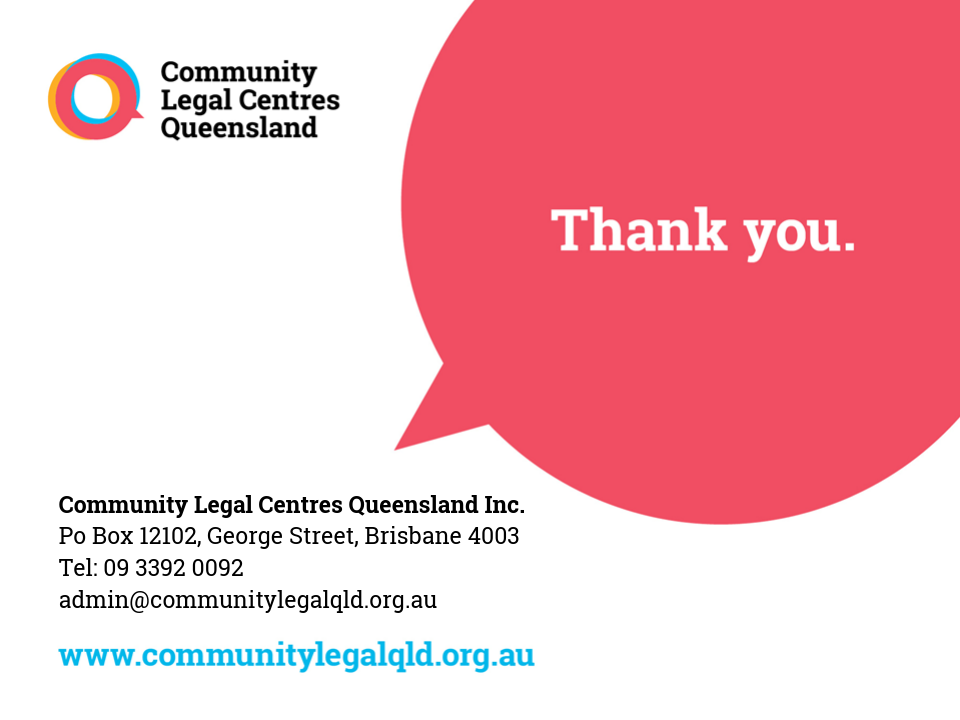 Community
Legal Centres
Queensland
Thank you.
Community Legal Centres Queensland Inc.
Po Box 12102, George Street, Brisbane 4003
Tel: 09 3392 0092
admin@communitylegalqld.org.au
www.communitylegalqld.org.au